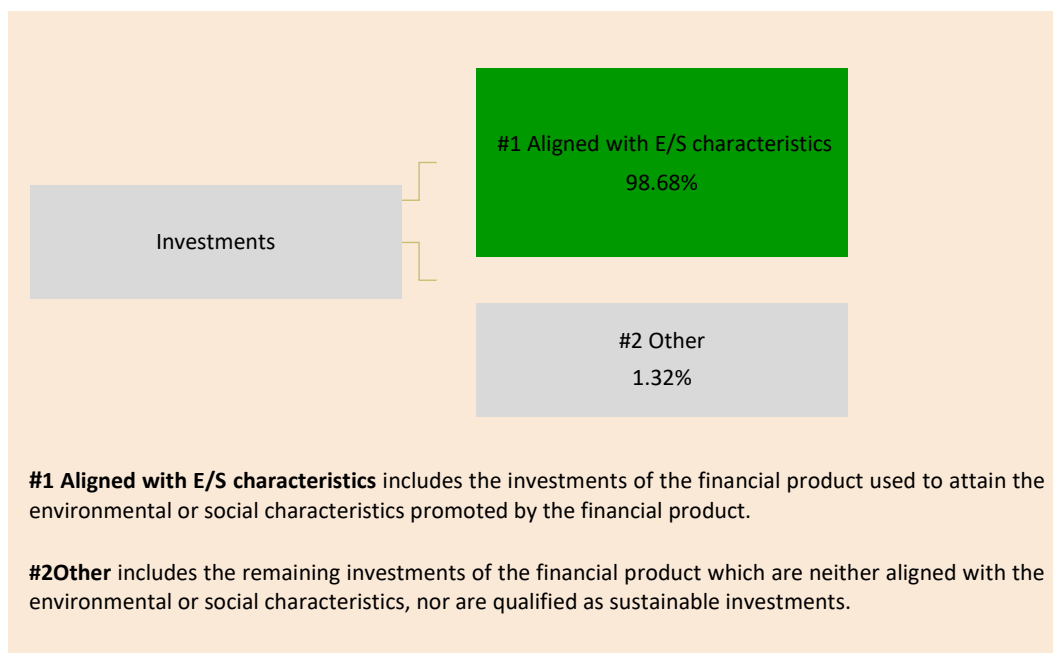 #1 Aligned with E/S characteristics
98.68%
Investments
#2 Other
1.32%
#1 Aligned with E/S characteristics includes the investments of the financial product used to attain the
environmental or social characteristics promoted by the financial product.
#2Other includes the remaining investments of the financial product which are neither aligned with the
environmental or social characteristics, nor are qualified as sustainable investments.